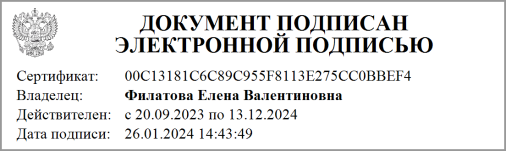 ДОКУМЕНТ ПОДПИСАН
ЭЛЕКТРОННОЙ ПОДПИСЬЮ
Сертификат: 00C13181C6C89C955F8113E275CC0BBEF4
Владелец: Филатова Елена Валентиновна
Действителен: с 20.09.2023 по 13.12.2024
Дата подписи: 26.01.2024 14:43:49